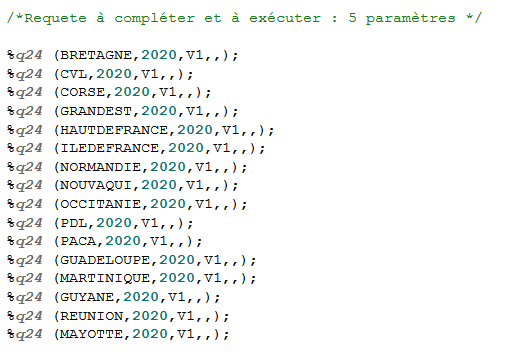 /*Requete à compléter et à exécuter : 5 paramètres */
%q24 (BRETAGNE,2020,V1,,);
%q24 (CVL,2020,V1,,);
%q24 (CORSE,2020,V1,,);
%q24 (GRANDEST,2020,V1,,);
%q24 (HAUTDEFRANCE,2020,V1,,);
%q24 (ILEDEFRANCE,2020,V1,,);
%q24 (NORMANDIE,2020,V1,,);
%q24 (NOUVAQUI,2020,V1,,);
%q24 (OCCITANIE,2020,V1,,);
%q24 (PDL,2020,V1,,);
%q24 (PACA,2020,V1,,);
%q24 (GUADELOUPE,2020,V1,,);
%q24 (MARTINIQUE,2020,V1,,);
%q24 (GUYANE,2020,V1,,);
%q24 (REUNION,2020,V1,,);
%q24 (MAYOTTE,2020,V1,,);